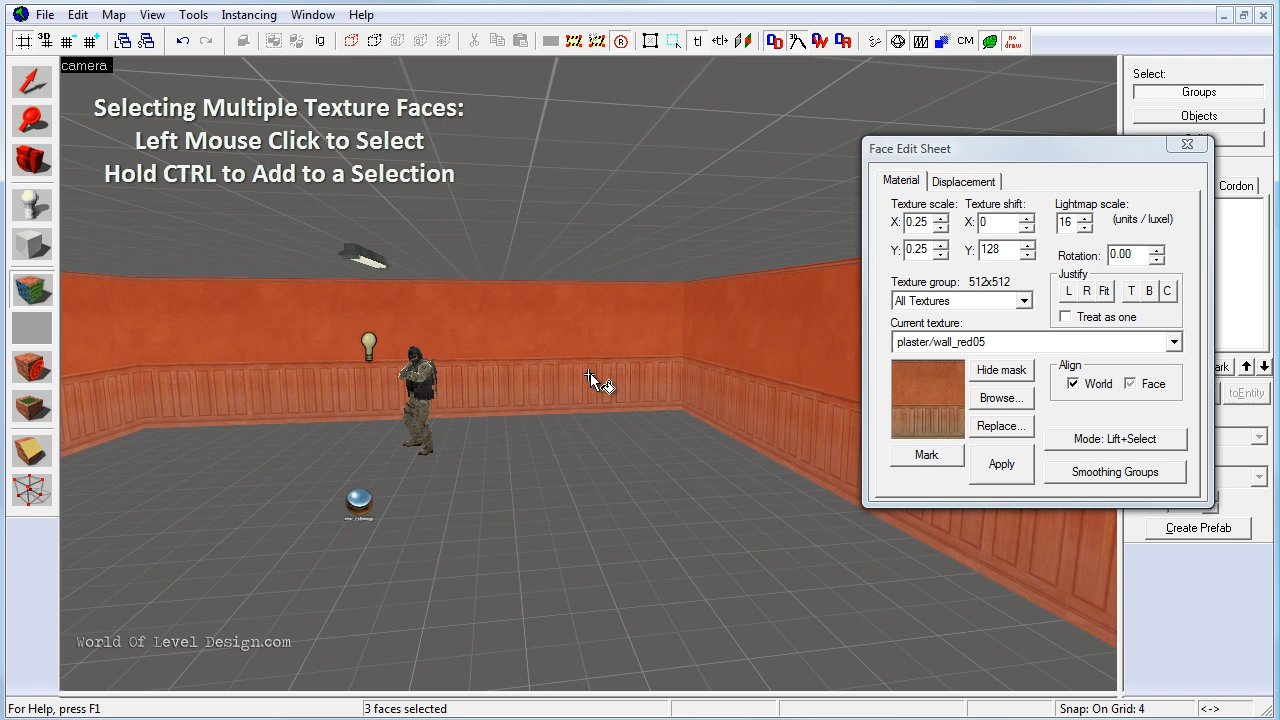 File Edit Map View Tools Instancing Window Help
camera
Selecting Multiple Texture Faces:
Left Mouse Click to Select
Hold CTRL to Add to a Selection
World Of Level Design.com
Select:
Groups
Objects
Cordon
toEntity
Create Prefab
Face Edit Sheet
Material Displacement
Texture scale: Texture shift: Lightmap scale:
X: 0.25 X: 0 16 (units / luxel)
Y: 0.25 Y: 128 Rotation: 0.00
Justify
L R Fit T B C
Treat as one
Texture group: 512x512
All Textures
Current texture:
plaster/wall_red05
Hide mask
Browse...
Replace...
Mark
Apply
Align
World Face
Mode: Lift+Select
Smoothing Groups
For Help, press F1
3 faces selected
Snap: On Grid: 4
<->